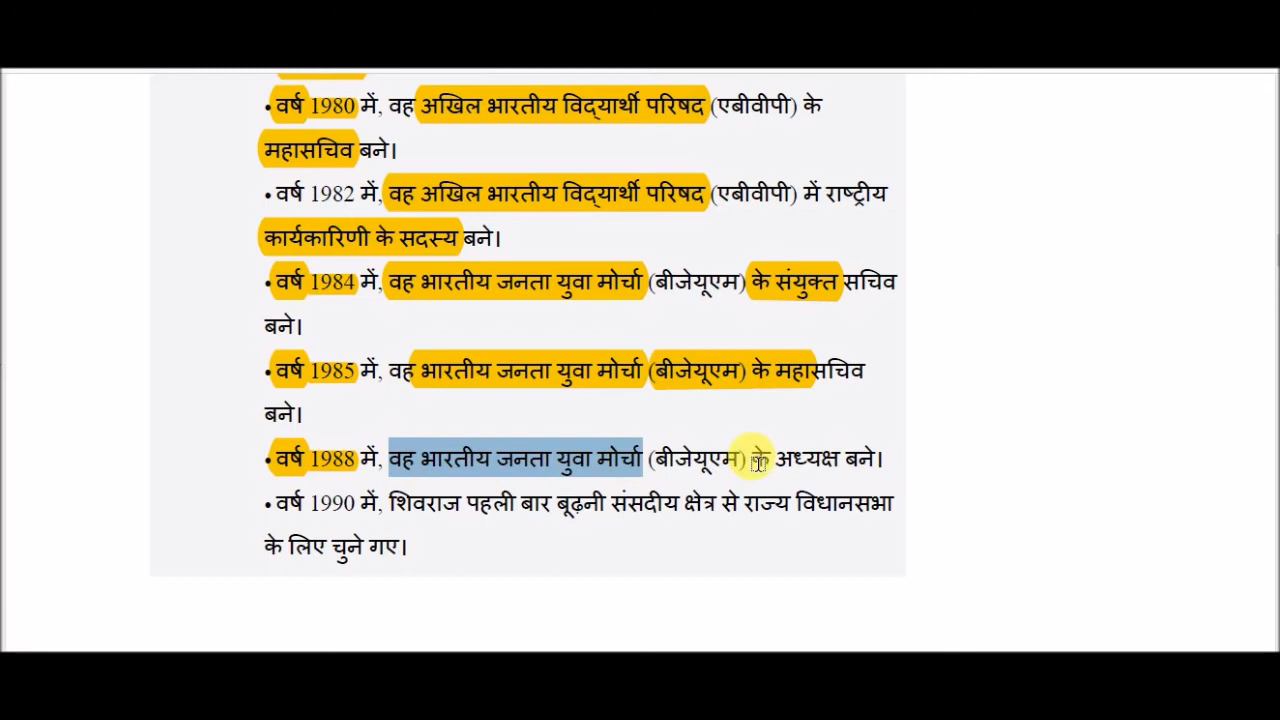 • वर्ष 1980 में, वह अखिल भारतीय विद्यार्थी परिषद (एबीवीपी) के
महासचिव बने।
• वर्ष 1982 में, वह अखिल भारतीय विद्यार्थी परिषद (एबीवीपी) में राष्ट्रीय
कार्यकारिणी के सदस्य बने।
• वर्ष 1984 में, वह भारतीय जनता युवा मोर्चा (बीजेयूएम) के संयुक्त सचिव
बने।
• वर्ष 1985 में, वह भारतीय जनता युवा मोर्चा (बीजेयूएम) के महासचिव
बने।
• वर्ष 1988 में, वह भारतीय जनता युवा मोर्चा (बीजेयूएम) के अध्यक्ष बने।
• वर्ष 1990 में, शिवराज पहली बार बूढ़नी संसदीय क्षेत्र से राज्य विधानसभा
के लिए चुने गए।